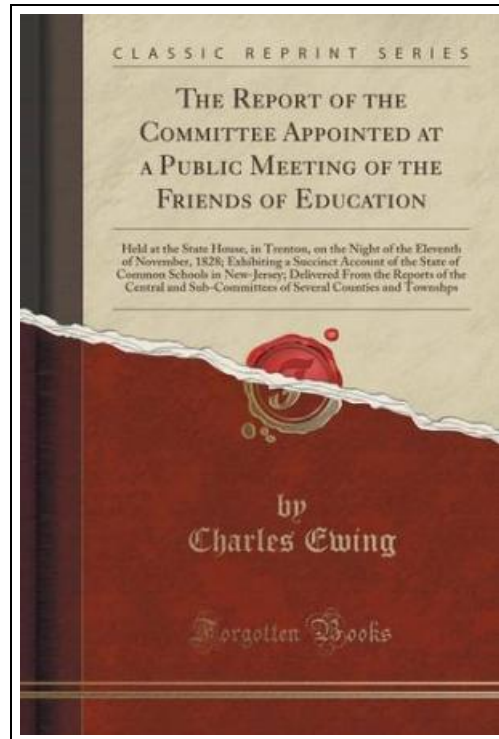 CLASSIC REPRINT SERIES
THE REPORT OF THE
COMMITTEE APPOINTED AT
A PUBLIC MEETING OF THE
FRIENDS OF EDUCATION
Held at the State House, in Trenton, on the Night of the Eleventh
of November, 1828; Exhibiting a Succinct Account of the State of
Common Schools in New-Jersey; Delivered From the Reports of the
Central and Sub-Committees of Several Counties and Townshps
by
Charles Ewing
Forgotten Books